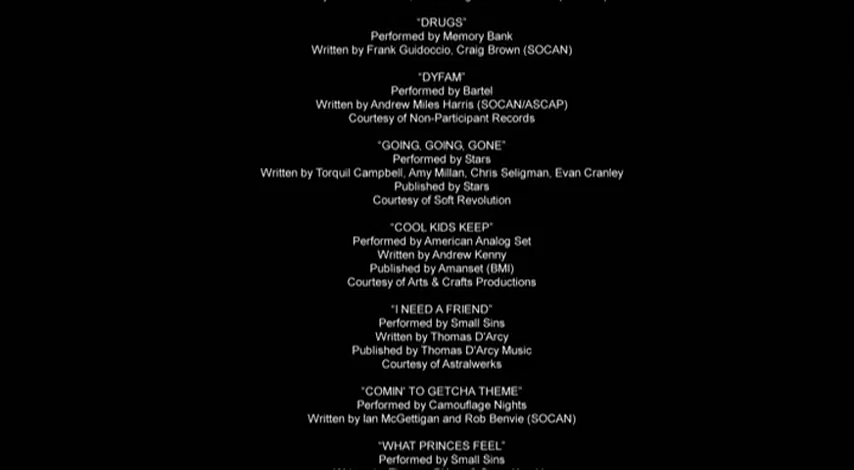 "DRUGS"
Performed by Memory Bank
Written by Frank Guidoccio, Craig Brown (SOCAN)
"DYFAM"
Performed by Bartel
Written by Andrew Miles Harris (SOCAN/ASCAP)
Courtesy of Non-Participant Records
"GOING, GOING, GONE"
Performed by Stars
Written by Torquil Campbell, Amy Millan, Chris Seligman, Evan Cranley
Published by Stars
Courtesy of Soft Revolution
"COOL KIDS KEEP"
Performed by American Analog Set
Written by Andrew Kenny
Published by Amanset (BMI)
Courtesy of Arts & Crafts Productions
"I NEED A FRIEND"
Performed by Small Sins
Written by Thomas D'Arcy
Published by Thomas D'Arcy Music
Courtesy of Astralwerks
"COMIN' TO GETCHA THEME"
Performed by Camouflage Nights
Written by Ian McGettigan and Rob Benvie (SOCAN)
"WHAT PRINCES FEEL"
Performed by Small Sins